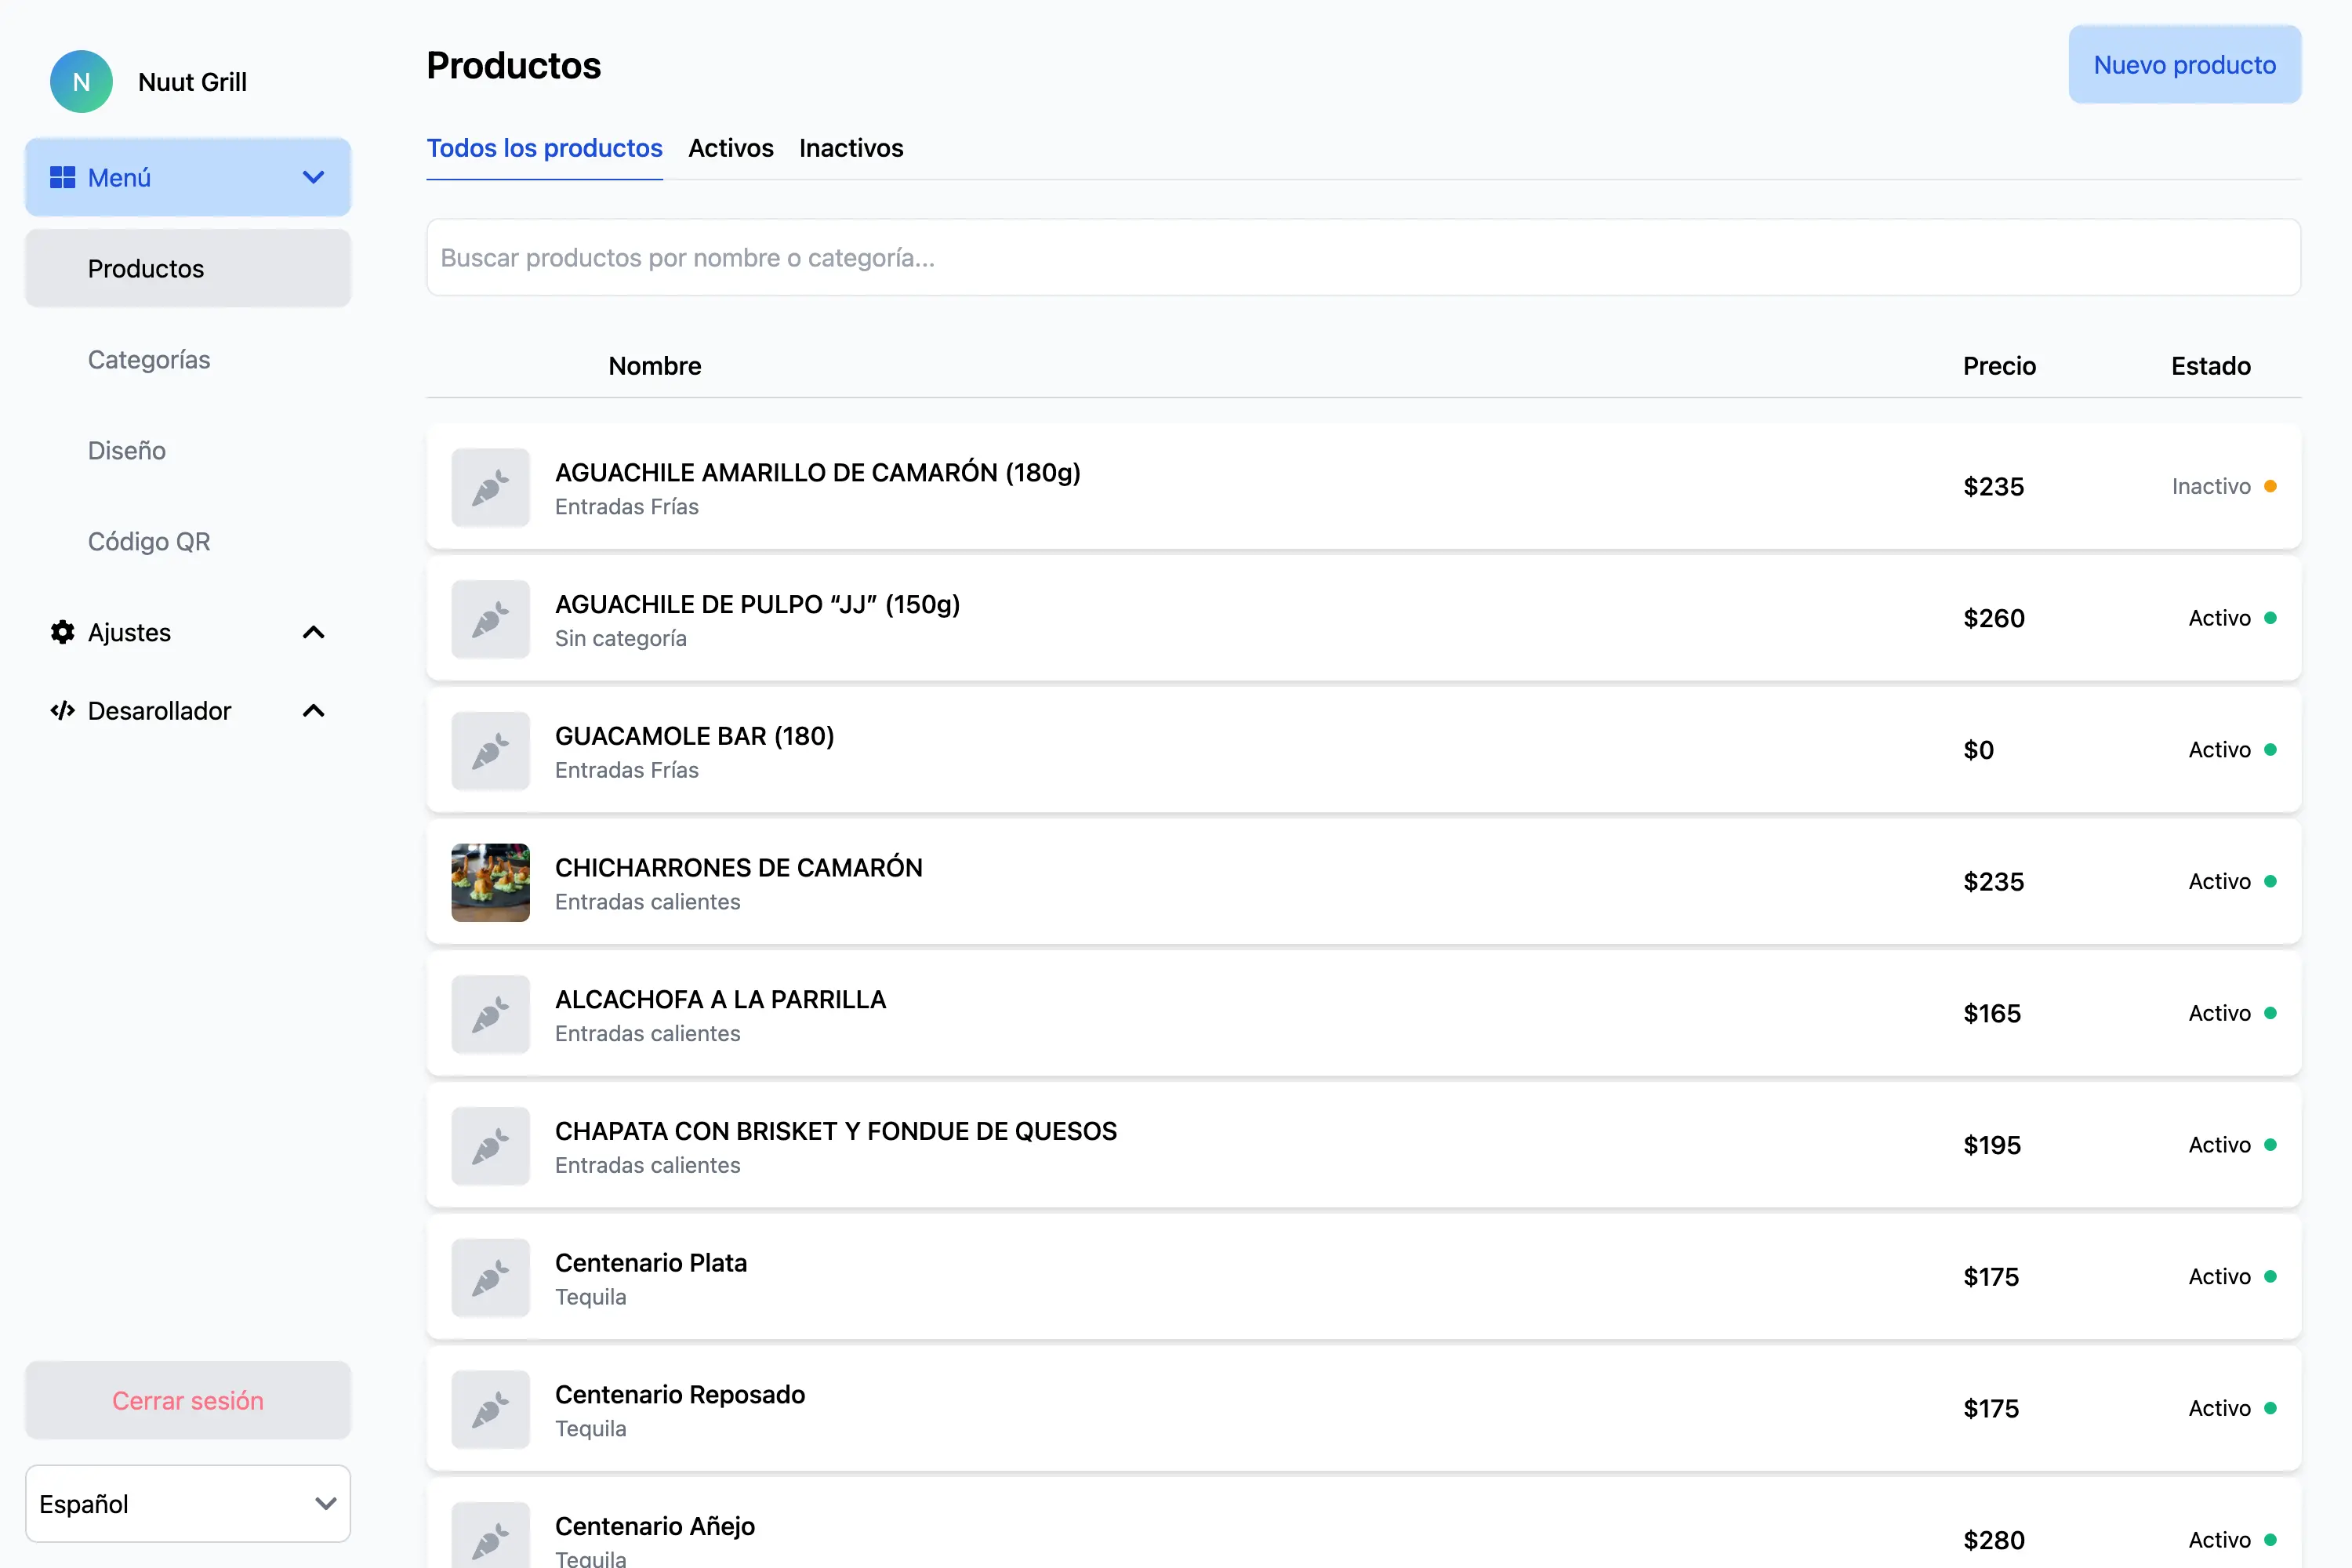 N
Nuut Grill
Menú
Productos
Categorías
Diseño
Código QR
Ajustes
Desarollador
Cerrar sesión
Español
Productos
Nuevo producto
Todos los productos Activos Inactivos
Buscar productos por nombre o categoría...
Nombre Precio Estado
AGUACHILE AMARILLO DE CAMARÓN (180g)
Entradas Frías
$235 Inactivo
AGUACHILE DE PULPO “JJ” (150g)
Sin categoría
$260 Activo
GUACAMOLE BAR (180)
Entradas Frías
$0 Activo
CHICHARRONES DE CAMARÓN
Entradas calientes
$235 Activo
ALCACHOFA A LA PARRILLA
Entradas calientes
$165 Activo
CHAPATA CON BRISKET Y FONDUE DE QUESOS
Entradas calientes
$195 Activo
Centenario Plata
Tequila
$175 Activo
Centenario Reposado
Tequila
$175 Activo
Centenario Añejo
Tequila
$280 Activo